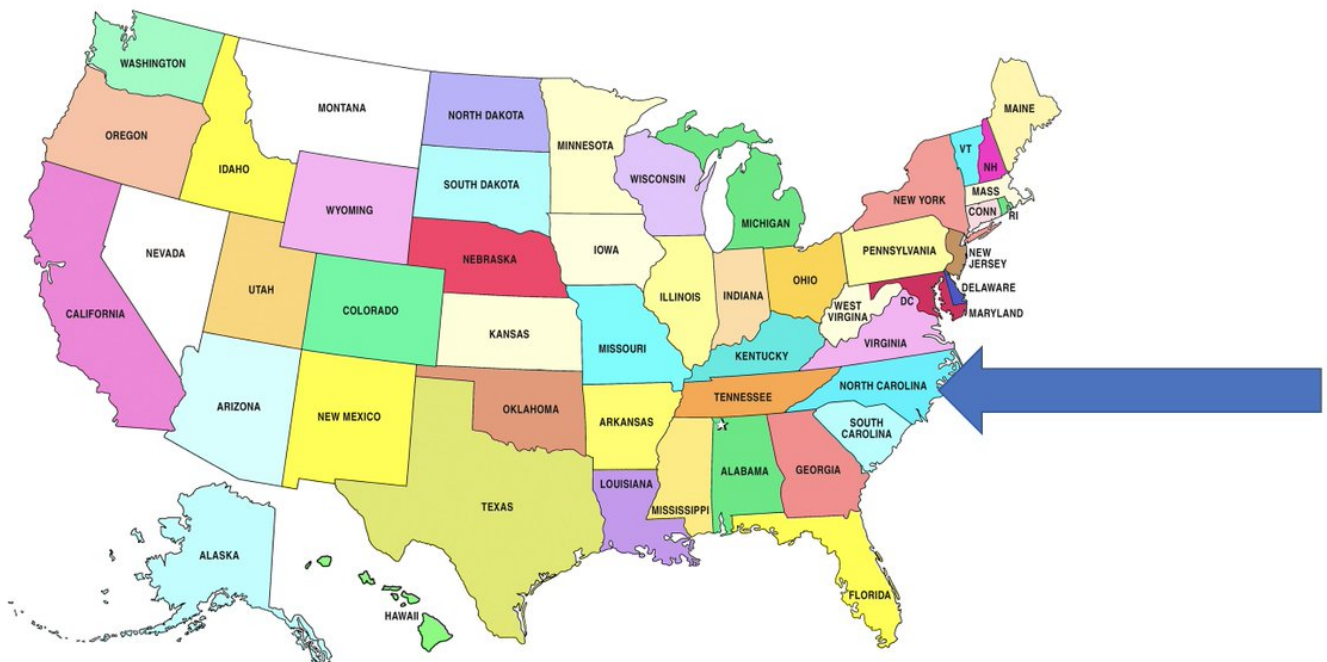 WASHINGTON
MONTANA
NORTH DAKOTA
MINNESOTA
MAINE
OREGON
IDAHO
SOUTH DAKOTA
WISCONSIN
VT
NH
WYOMING
MICHIGAN
NEW YORK
MASS
CONN
RI
NEVADA
NEBRASKA
IOWA
PENNSYLVANIA
NEW
JERSEY
UTAH
COLORADO
ILLINOIS
INDIANA
OHIO
DELAWARE
DC
WEST
VIRGINA
MARYLAND
CALIFORNIA
KANSAS
MISSOURI
KENTUCKY
VIRGINIA
ARIZONA
NEW MEXICO
OKLAHOMA
ARKANSAS
TENNESSEE
NORTH CAROLINA
SOUTH
CAROLINA
TEXAS
LOUISIANA
MISSISSIPPI
ALABAMA
GEORGIA
ALASKA
HAWAII
FLORIDA